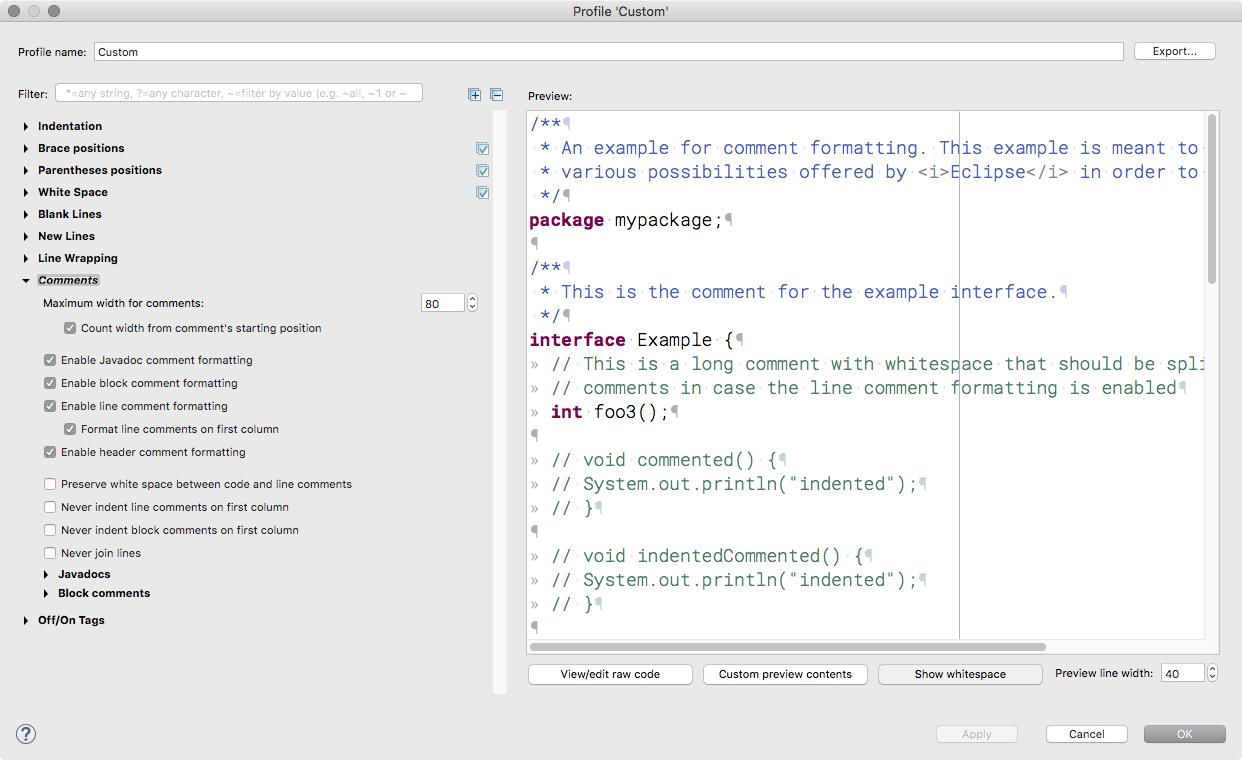 Profile 'Custom'
Profile name: Custom Export...
Filter: *=any string, ?=any character, ~=filter by value (e.g. ~all, ~1 or ~
Indentation
Brace positions
Parentheses positions
White Space
Blank Lines
New Lines
Line Wrapping
Comments
Maximum width for comments: 80
Count width from comment's starting position
Enable Javadoc comment formatting
Enable block comment formatting
Enable line comment formatting
Format line comments on first column
Enable header comment formatting
Preserve white space between code and line comments
Never indent line comments on first column
Never indent block comments on first column
Never join lines
Javadocs
Block comments
Off/On Tags
Preview:
/**¶
·*·An·example·for·comment·formatting.·This·example·is·meant·to·
·*·various·possibilities·offered·by·<i>Eclipse</i>·in·order·to·
·*/¶
package·mypackage;¶
¶
/**¶
·*·This·is·the·comment·for·the·example·interface.¶
·*/¶
interface·Example·{¶
» //·This·is·a·long·comment·with·whitespace·that·should·be·spli
» //·comments·in·case·the·line·comment·formatting·is·enabled¶
» int·foo3();¶
¶
» //·void·commented()·{¶
» //·System.out.println("indented");¶
» //·}¶
¶
» //·void·indentedCommented()·{¶
» //·System.out.println("indented");¶
» //·}¶
¶
View/edit raw code Custom preview contents Show whitespace Preview line width: 40
? Apply Cancel OK